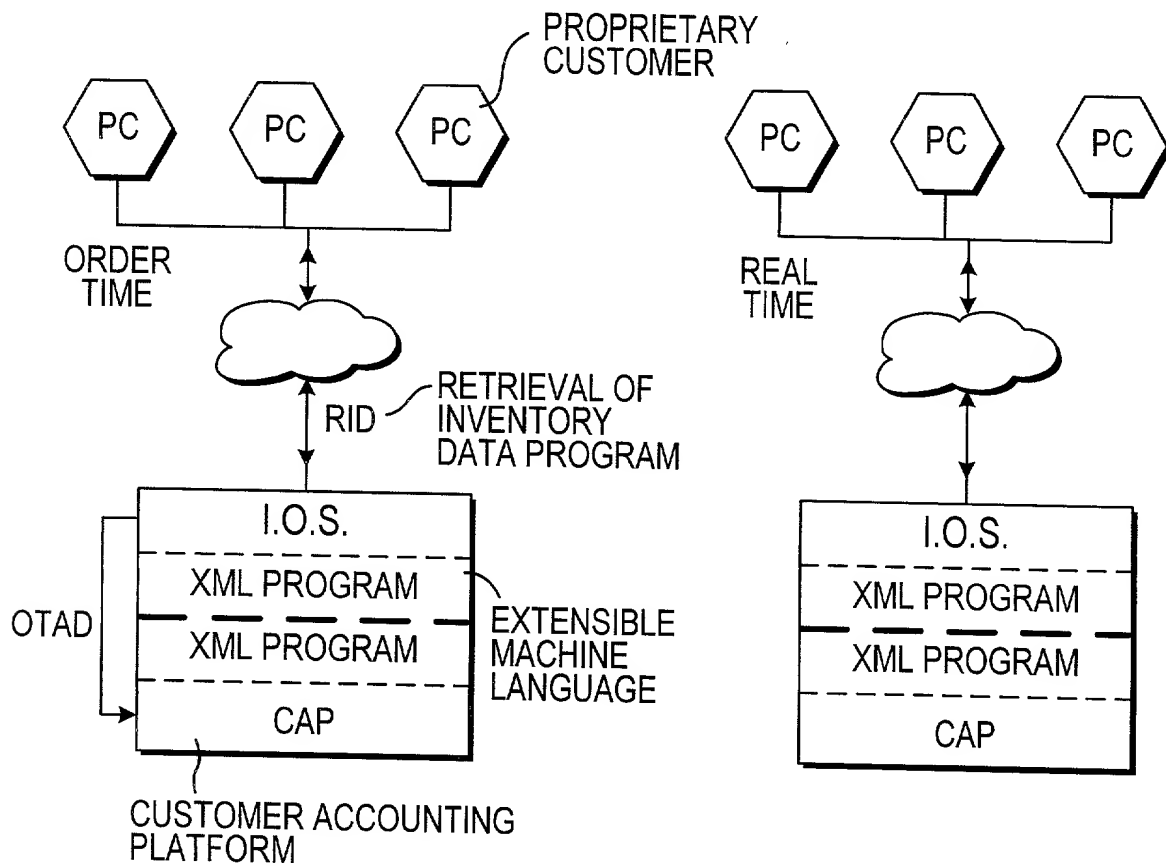 PROPRIETARY
CUSTOMER
PC
PC
PC
PC
PC
PC
ORDER
TIME
REAL
TIME
RID
RETRIEVAL OF
INVENTORY
DATA PROGRAM
I.O.S.
XML PROGRAM
XML PROGRAM
CAP
OTAD
EXTENSIBLE
MACHINE
LANGUAGE
CUSTOMER ACCOUNTING
PLATFORM
I.O.S.
XML PROGRAM
XML PROGRAM
CAP